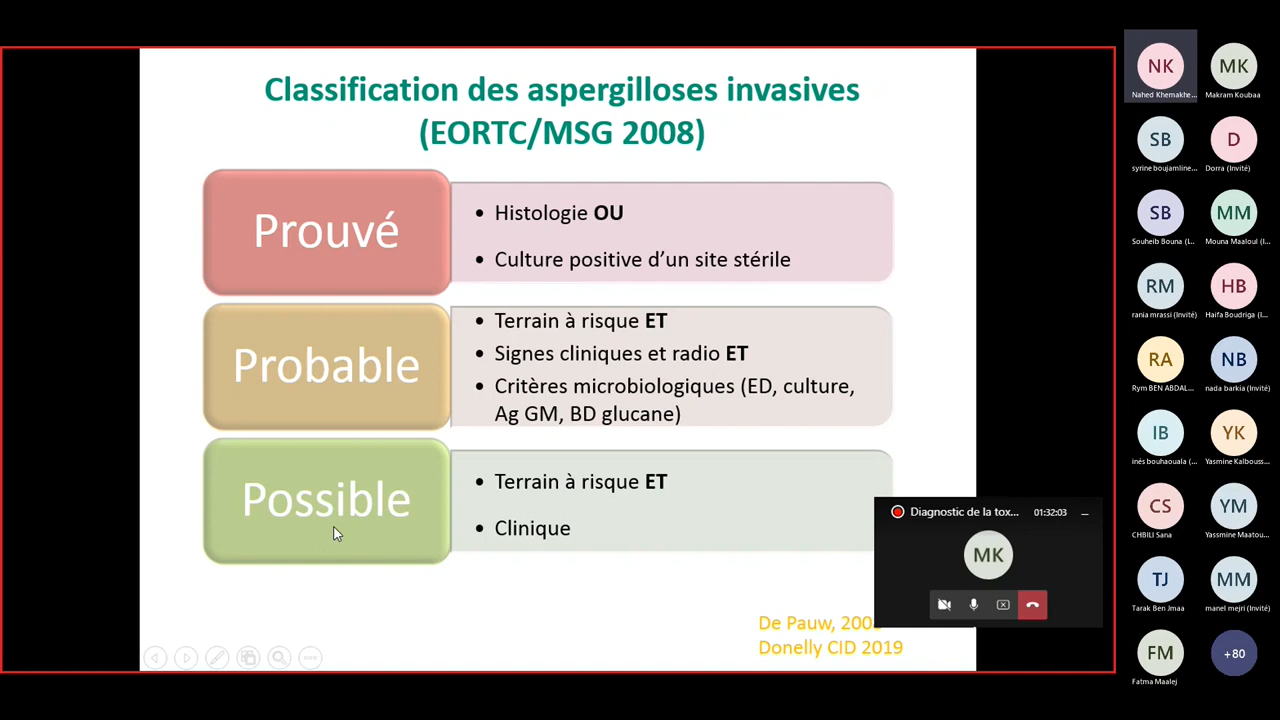 Classification des aspergilloses invasives
(EORTC/MSG 2008)
Prouvé
• Histologie OU
• Culture positive d’un site stérile
Probable
• Terrain à risque ET
• Signes cliniques et radio ET
• Critères microbiologiques (ED, culture,
Ag GM, BD glucane)
Possible
• Terrain à risque ET
• Clinique
De Pauw, 200
Donelly CID 2019
Diagnostic de la tox...
01:32:03
MK
NK
Nahed Khemakhe...
MK
Makram Koubaa
SB
syrine boujamline...
D
Dorra (Invité)
SB
Souheib Bouna (I...
MM
Mouna Maaloul (I...
RM
rania mrassi (Invité)
HB
Haifa Boudriga (I...
RA
Rym BEN ABDAL...
NB
nada barkia (Invité)
IB
inés bouhaouala (...
YK
Yasmine Kalbouss...
CS
CHBILI Sana
YM
Yassmine Maatou...
TJ
Tarak Ben Jmaa
MM
manel mejri (Invité)
FM
Fatma Maalej
+80